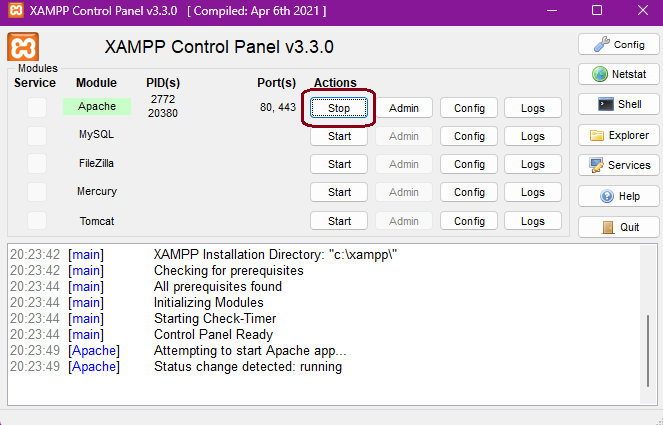 XAMPP Control Panel v3.3.0 [ Compiled: Apr 6th 2021 ]
XAMPP Control Panel v3.3.0
Config
Modules
Service Module PID(s) Port(s) Actions
Netstat
Apache 2772 20380 80, 443 Stop Admin Config Logs
Shell
MySQL Start Admin Config Logs
Explorer
FileZilla Start Admin Config Logs
Services
Mercury Start Admin Config Logs
Help
Tomcat Start Admin Config Logs
Quit
20:23:42 [main] XAMPP Installation Directory: "c:\xampp\"
20:23:42 [main] Checking for prerequisites
20:23:44 [main] All prerequisites found
20:23:44 [main] Initializing Modules
20:23:44 [main] Starting Check-Timer
20:23:44 [main] Control Panel Ready
20:23:49 [Apache] Attempting to start Apache app...
20:23:49 [Apache] Status change detected: running